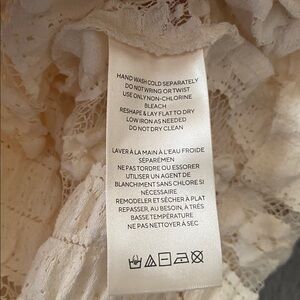 HAND WASH COLD SEPARATELY
DO NOT WRING OR TWIST
USE ONLY NON-CHLORINE
BLEACH
RESHAPE & LAY FLAT TO DRY
LOW IRON AS NEEDED
DO NOT DRY CLEAN
LAVER À LA MAIN À L'EAU FROIDE
SÉPARÉMEN
NE PAS TORDRE OU ESSORER
UTILISER UN AGENT DE
BLANCHIMENT SANS CHLORE SI
NÉCESSAIRE
REMODELER ET SÉCHER À PLAT
REPASSER, AU BESOIN, À TRÈS
BASSE TEMPÉRATURE
NE PAS NETTOYER À SEC